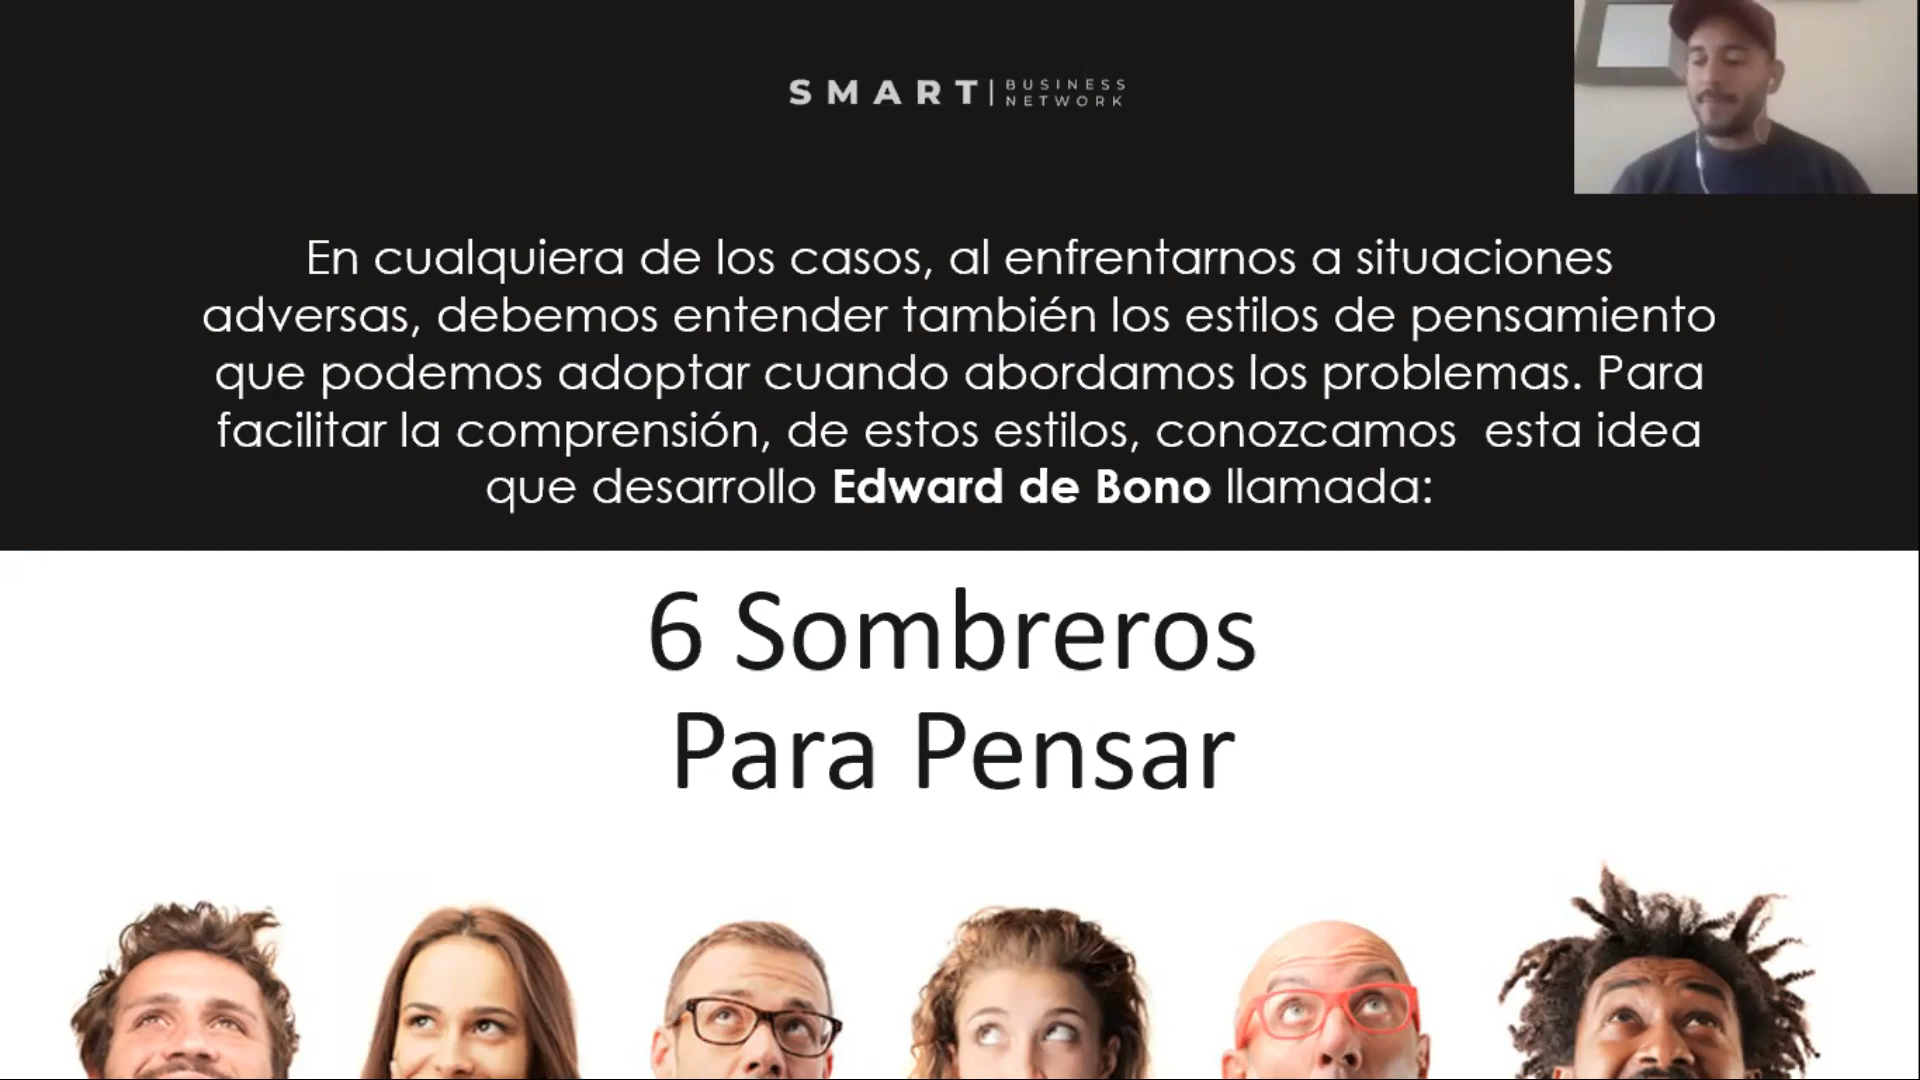 SMART | BUSINESS NETWORK
En cualquiera de los casos, al enfrentarnos a situaciones
adversas, debemos entender también los estilos de pensamiento
que podemos adoptar cuando abordamos los problemas. Para
facilitar la comprensión, de estos estilos, conozcamos  esta idea
que desarrollo Edward de Bono llamada:
6 Sombreros
Para Pensar